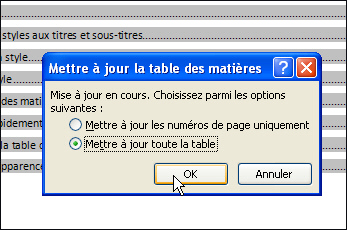 styles aux titres et sous-titres
style
Mettre à jour la table des matières
style
Mise à jour en cours. Choisissez parmi les options
suivantes :
des mati
Mettre à jour les numéros de page uniquement
la table
Mettre à jour toute la table
OK
Annuler